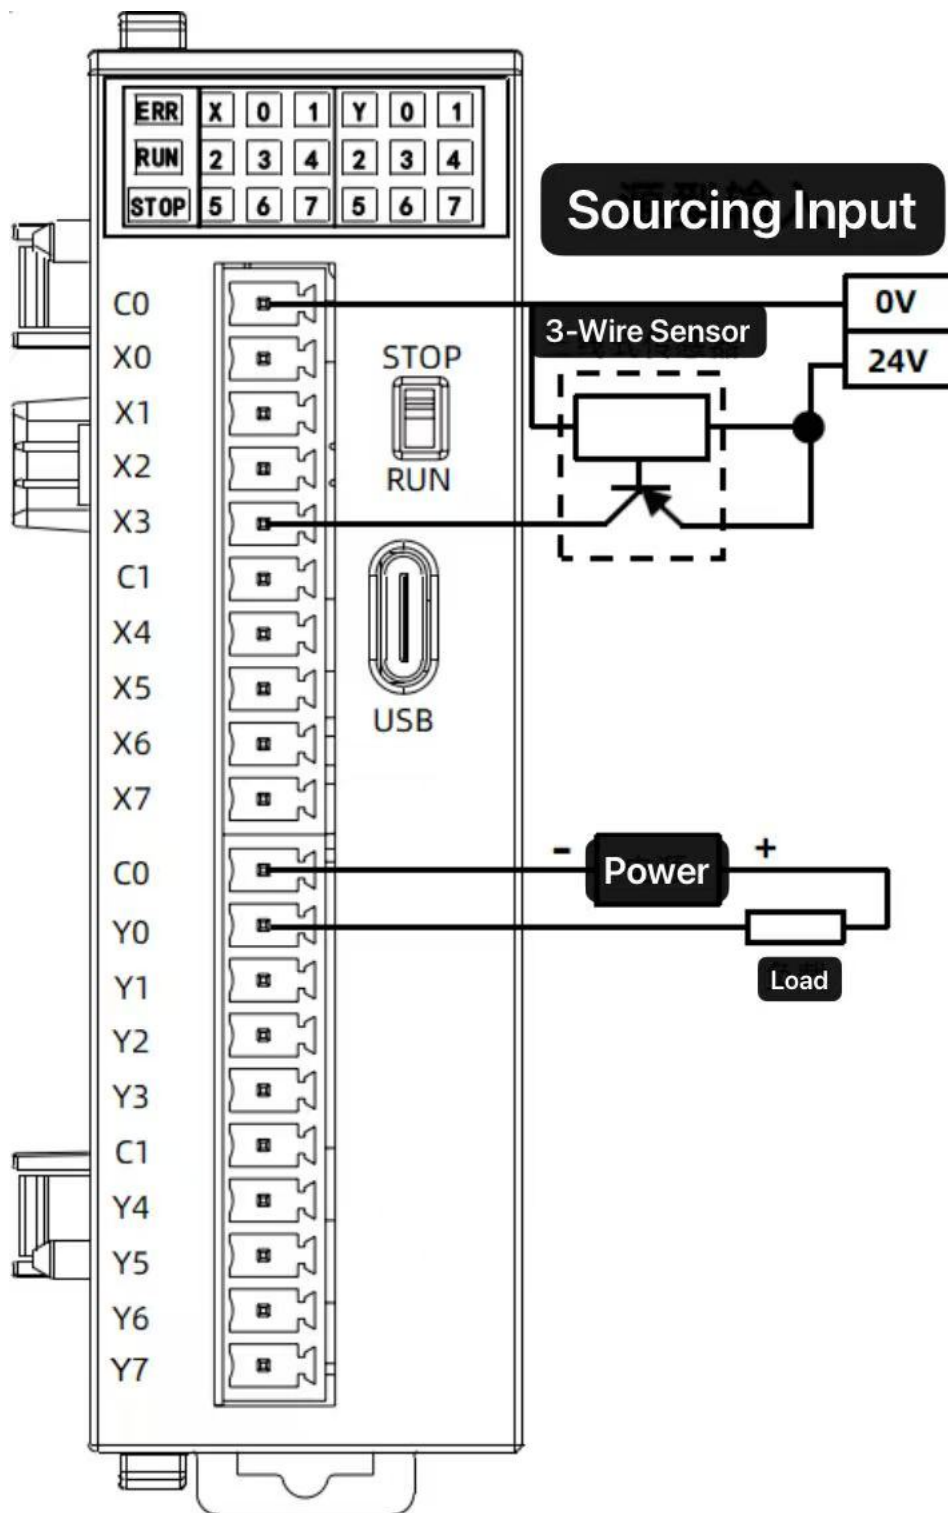 ERR X 0 1 Y 0 1
RUN 2 3 4 2 3 4
STOP 5 6 7 5 6 7
Sourcing Input
C0
0V
3-Wire Sensor
X0
STOP
24V
X1
X2
RUN
X3
C1
X4
X5
USB
X6
X7
- Power +
C0
Y0
Load
Y1
Y2
Y3
C1
Y4
Y5
Y6
Y7